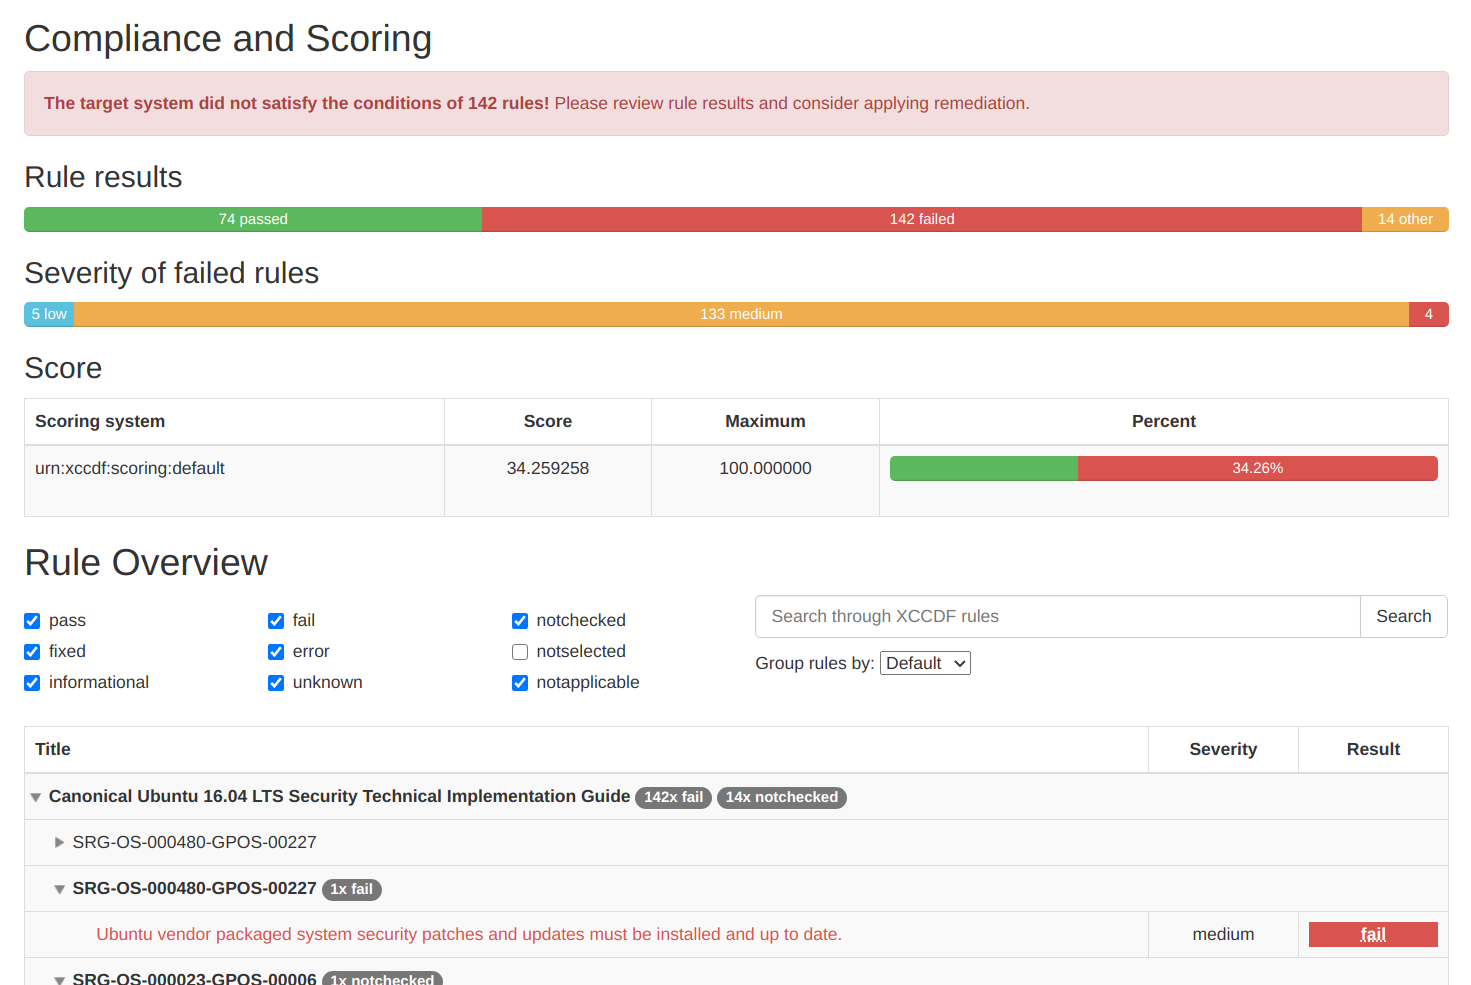 Compliance and Scoring
The target system did not satisfy the conditions of 142 rules! Please review rule results and consider applying remediation.
Rule results
74 passed 142 failed 14 other
Severity of failed rules
5 low 133 medium 4
Score
Scoring system Score Maximum Percent
urn:xccdf:scoring:default 34.259258 100.000000 34.26%
Rule Overview
pass fail notchecked
fixed error notselected
informational unknown notapplicable
Search through XCCDF rules Search
Group rules by: Default
Title Severity Result
Canonical Ubuntu 16.04 LTS Security Technical Implementation Guide 142x fail 14x notchecked
SRG-OS-000480-GPOS-00227
SRG-OS-000480-GPOS-00227 1x fail
Ubuntu vendor packaged system security patches and updates must be installed and up to date. medium fail
SRG-OS-000023-GPOS-00006 1x notchecked